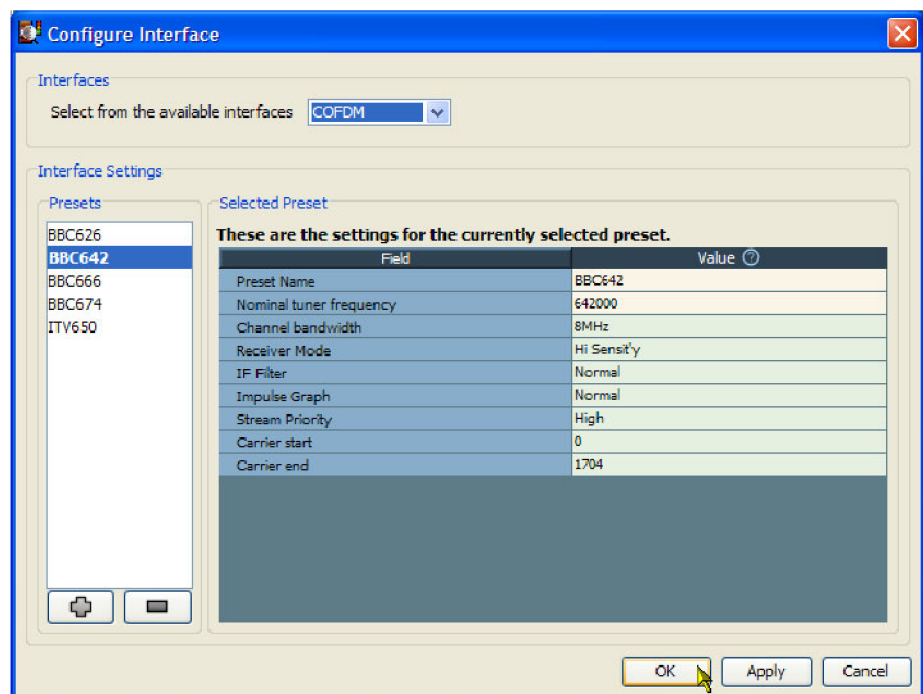 Configure Interface
Interfaces
Select from the available interfaces COFDM
Interface Settings
Presets
BBC626
BBC642
BBC666
BBC674
ITV650
Selected Preset
These are the settings for the currently selected preset.
Field Value ?
Preset Name BBC642
Nominal tuner frequency 642000
Channel bandwidth 8MHz
Receiver Mode Hi Sensit'y
IF Filter Normal
Impulse Graph Normal
Stream Priority High
Carrier start 0
Carrier end 1704
OK Apply Cancel